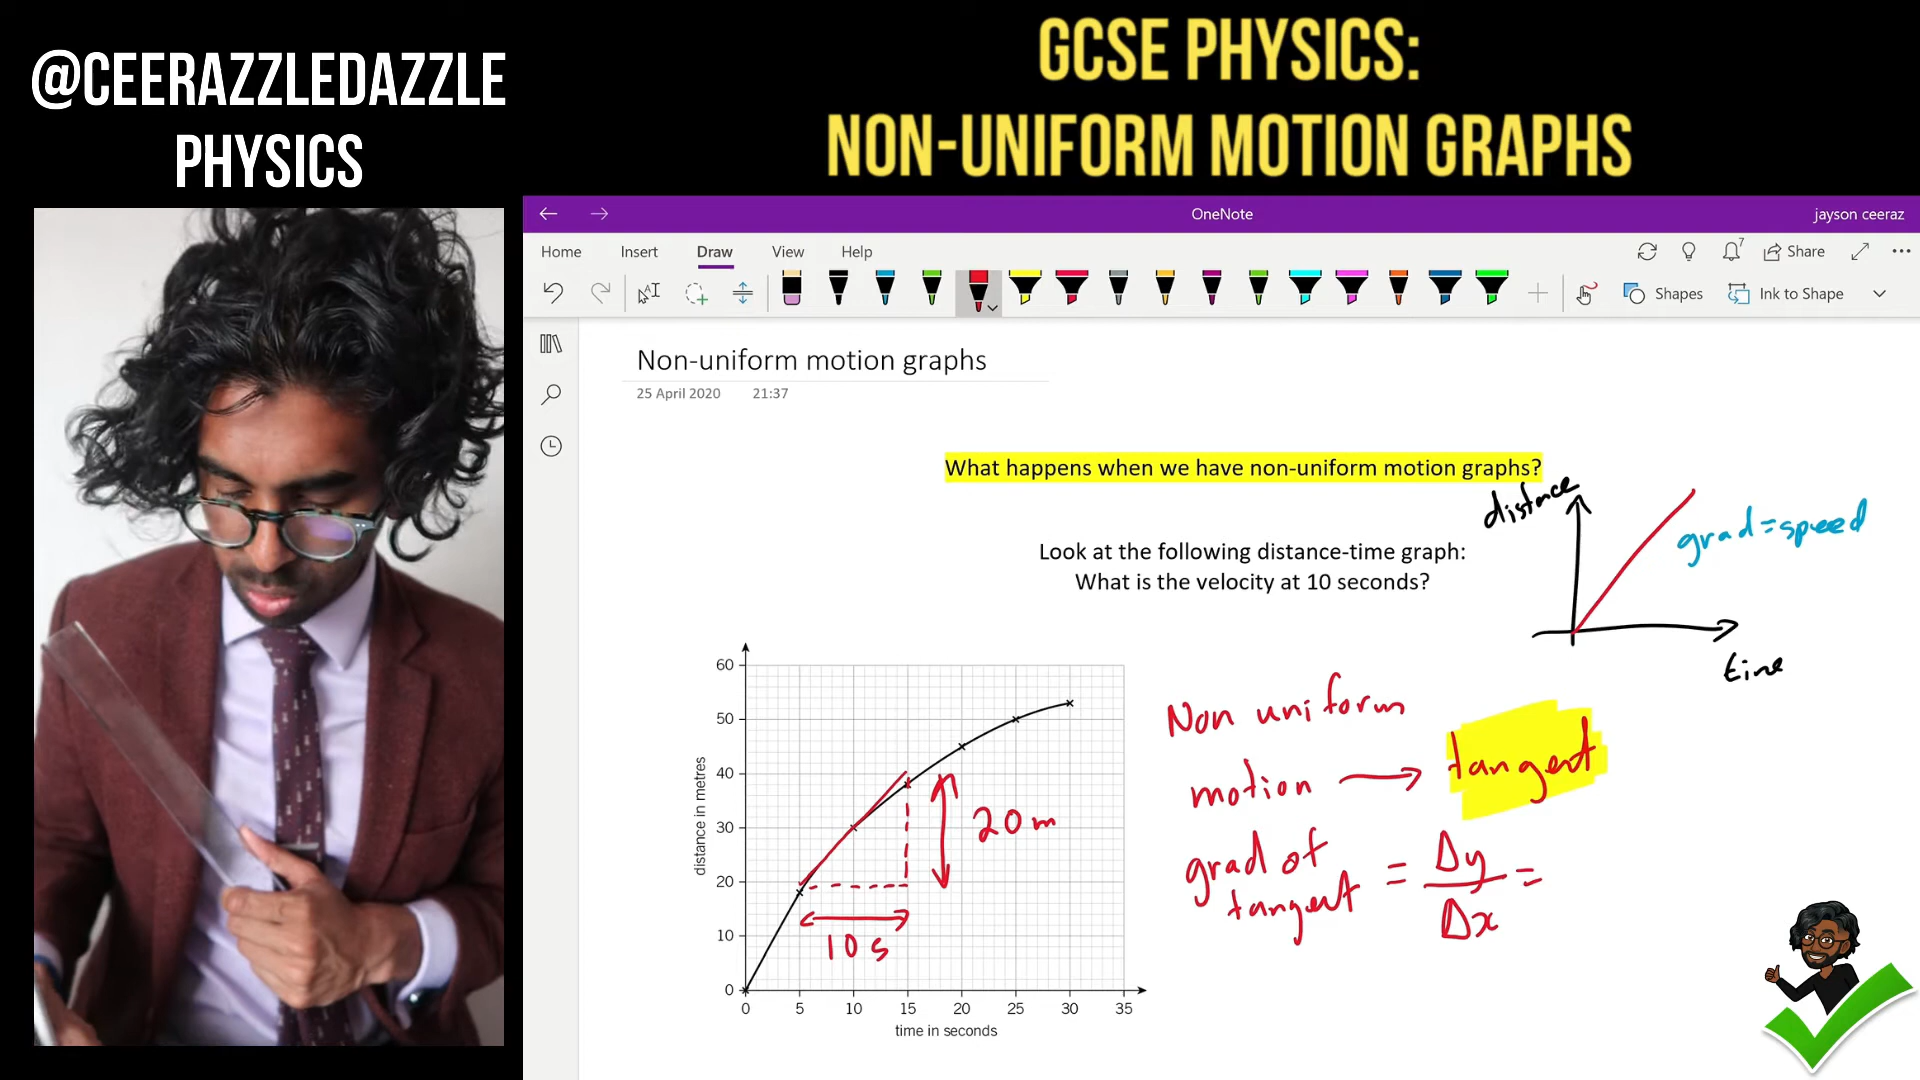 @CEERAZZLEDAZZLE
PHYSICS
GCSE PHYSICS:
NON-UNIFORM MOTION GRAPHS
OneNote
jayson ceeraz
Home Insert Draw View Help
7
Share
Shapes
Ink to Shape
Non-uniform motion graphs
25 April 2020 21:37
What happens when we have non-uniform motion graphs?
distance
grad = speed
time
Look at the following distance-time graph:
What is the velocity at 10 seconds?
distance in metres
60
50
40
30
20
10
0
0 5 10 15 20 25 30 35
time in seconds
20m
10s
Non uniform
motion → tangent
grad of
tangent = Δy/Δx =